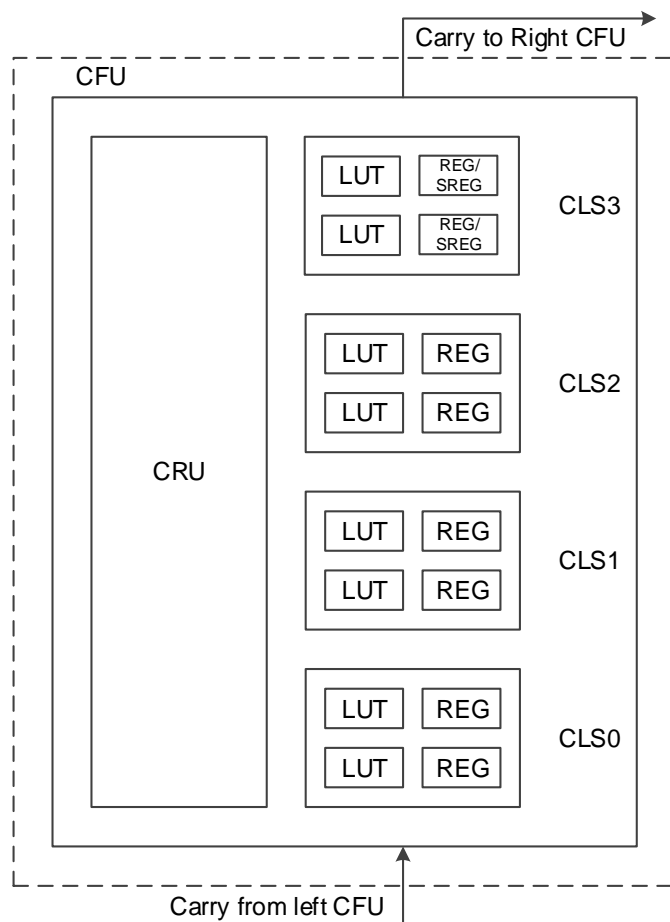 Carry to Right CFU
CFU
LUT
REG/
SREG
LUT
REG/
SREG
CLS3
LUT
REG
LUT
REG
CLS2
CRU
LUT
REG
LUT
REG
CLS1
LUT
REG
LUT
REG
CLS0
Carry from left CFU